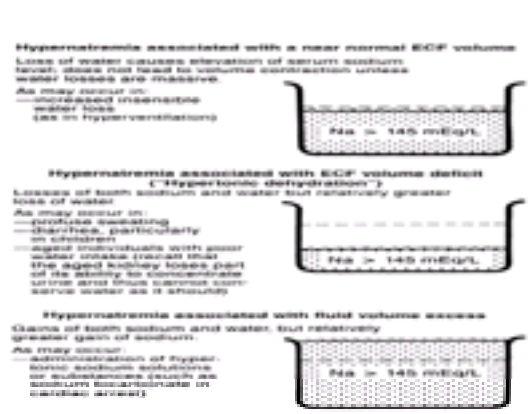 Hypernatremia associated with a near normal ECF volume
Loss of water causes elevation of serum sodium
level; does not lead to volume contraction unless
water losses are massive.
As may occur in:
—increased insensible
water loss
(as in hyperventilation)
Na > 145 mEq/L
Hypernatremia associated with ECF volume deficit
("Hypertonic dehydration")
Losses of both sodium and water but relatively greater
loss of water
As may occur in:
—profuse sweating
—diarrhea, particularly
in children
—aged individuals with poor
water intake (recall that
the aged kidney loses part
of its ability to concentrate
urine and thus cannot con-
serve water as it should)
Na > 145 mEq/L
Hypernatremia associated with fluid volume excess
Gains of both sodium and water, but relatively
greater gain of sodium.
As may occur:
—administration of hyper-
tonic sodium solutions
or substances (such as
sodium bicarbonate in
cardiac arrest)
Na > 145 mEq/L